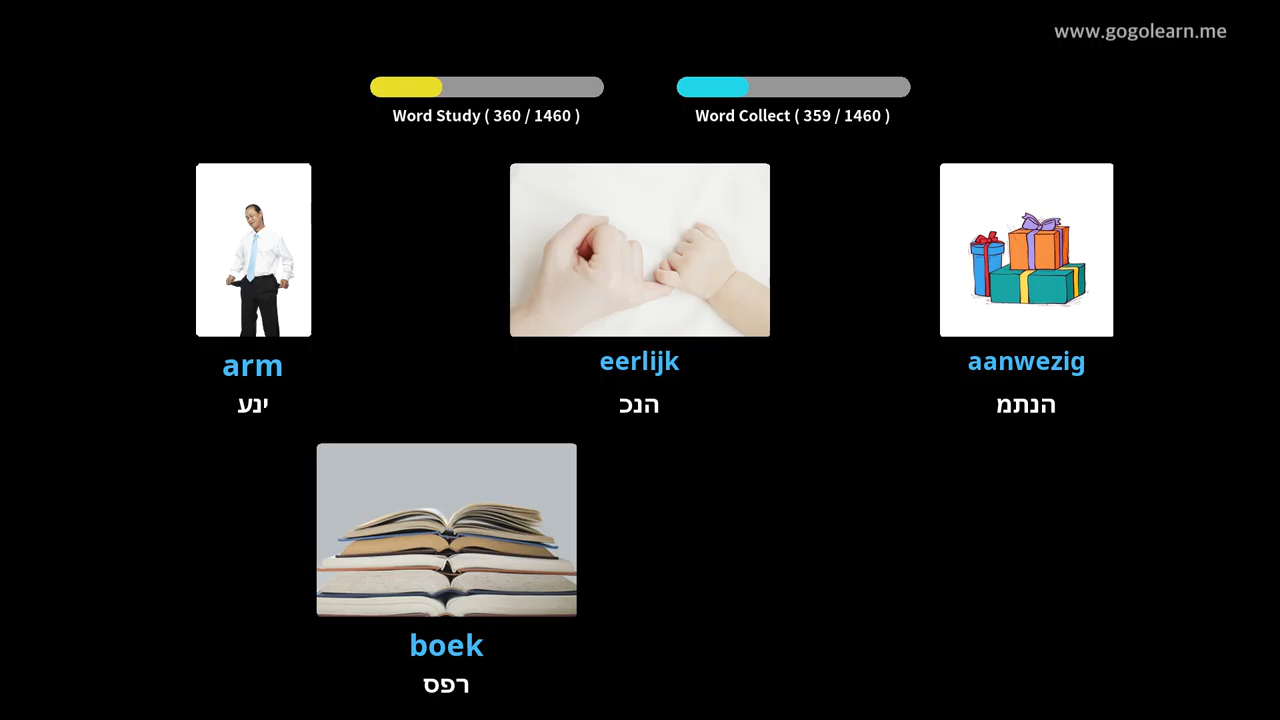 www.gogolearn.me
Word Study ( 360 / 1460 )
Word Collect ( 359 / 1460 )
arm
eerlijk
aanwezig
ינע
הנכ
הנתמ
boek
רפס